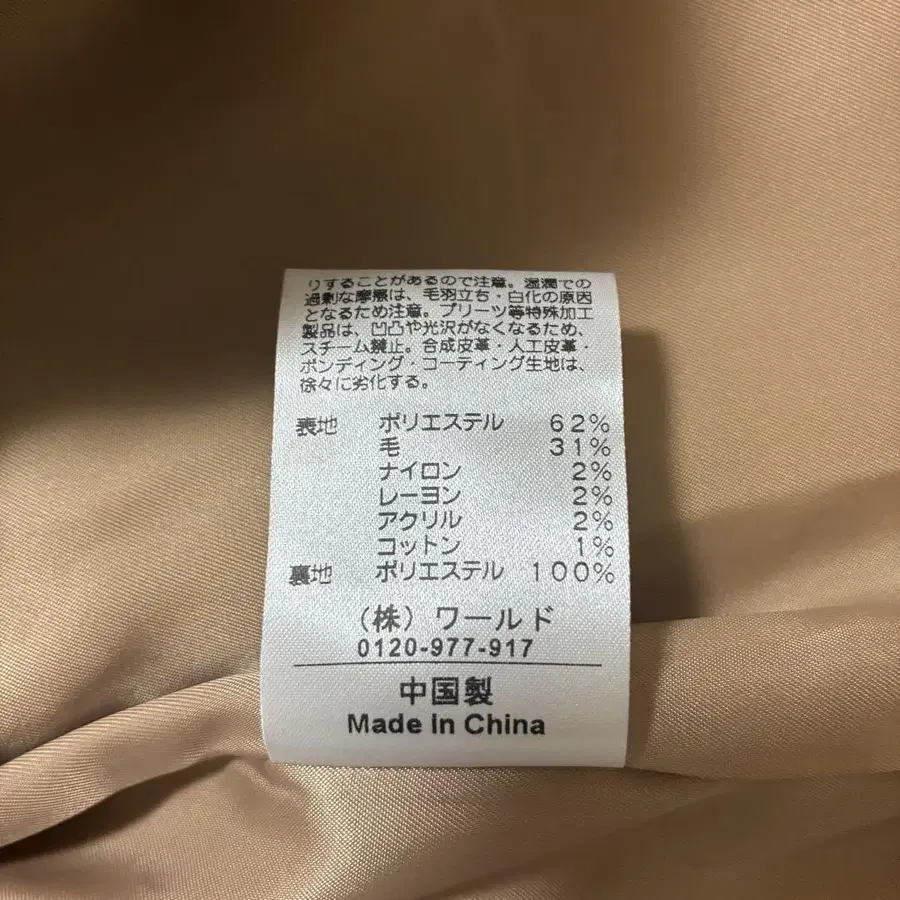 りすることがあるので注意。湿潤での
過剰な摩擦は、毛羽立ち・白化の原因
となるため注意。プリーツ等特殊加工
製品は、凹凸や光沢がなくなるため、
スチーム禁止。合成皮革・人工皮革・
ボンディング・コーティング生地は、
徐々に劣化する。
表地 ポリエステル 62%
毛 31%
ナイロン 2%
レーヨン 2%
アクリル 2%
コットン 1%
裏地 ポリエステル 100%
(株)ワールド
0120-977-917
中国製
Made in China